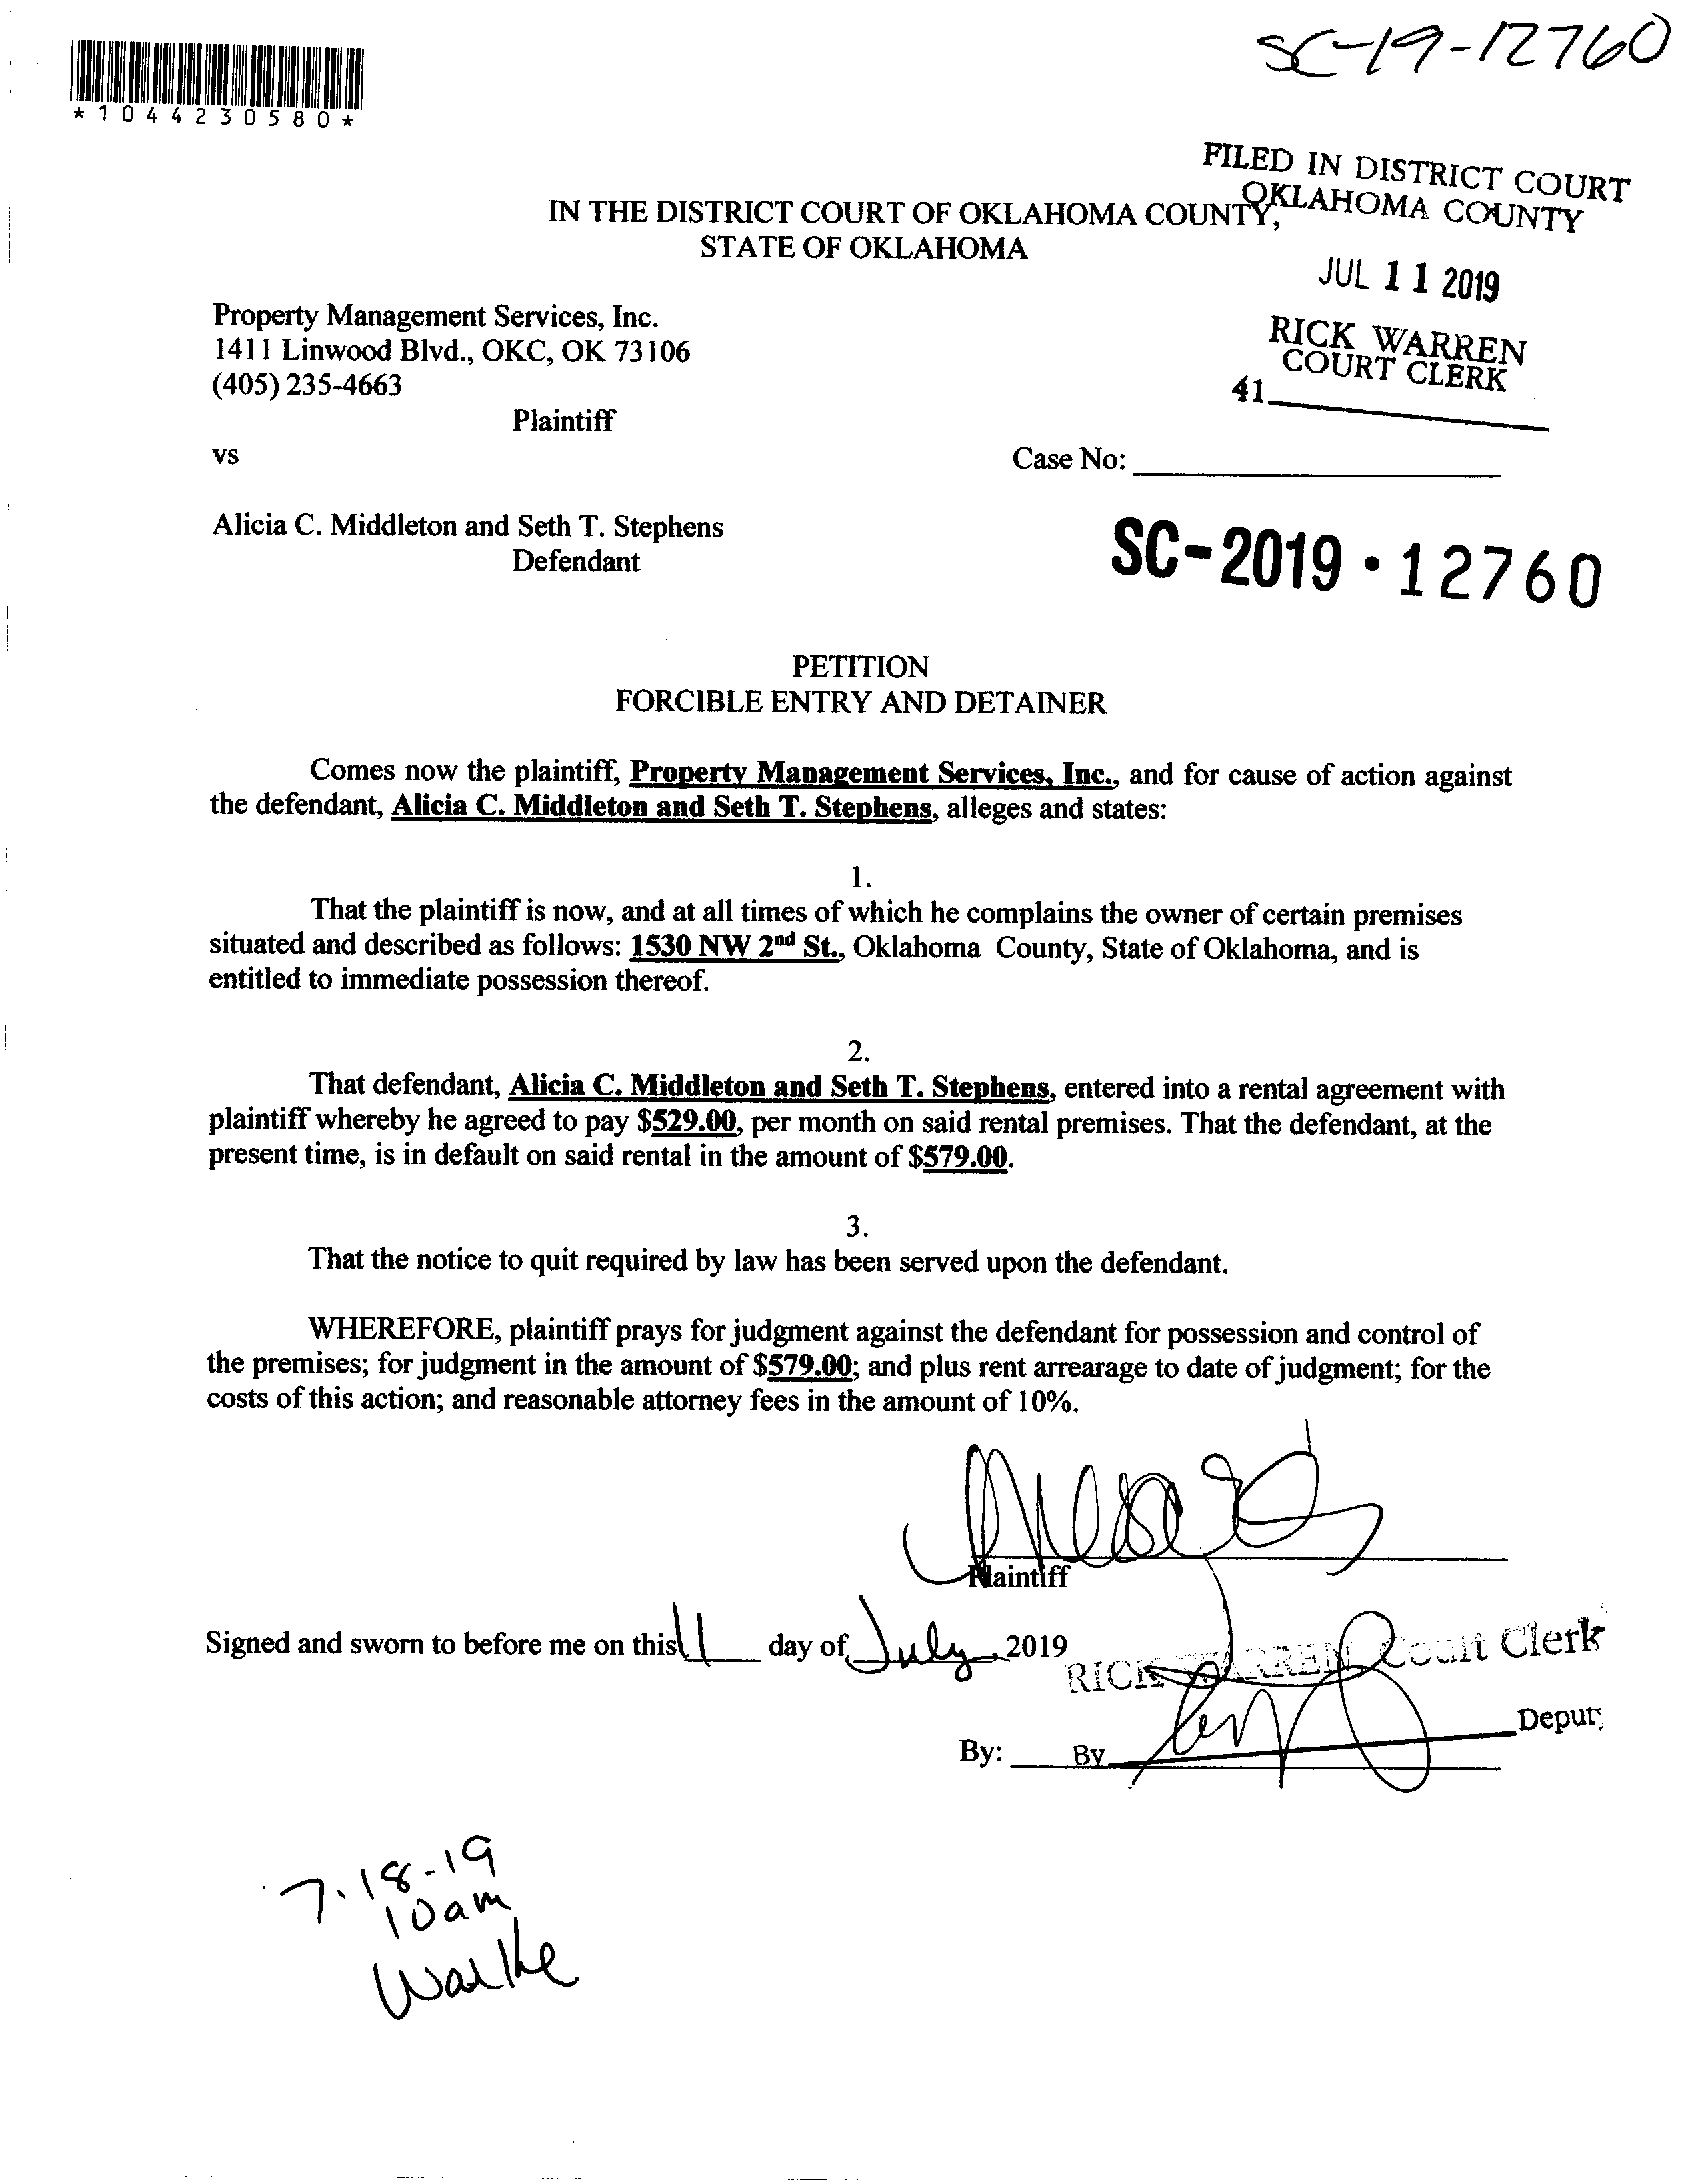 SC-19-12760
*1044230580*
FILED IN DISTRICT COURT
OKLAHOMA COUNTY
IN THE DISTRICT COURT OF OKLAHOMA COUNTY,
STATE OF OKLAHOMA
JUL 11 2019
Property Management Services, Inc.
1411 Linwood Blvd., OKC, OK 73106
(405) 235-4663
RICK WARREN
COURT CLERK
41
Plaintiff
vs
Case No:
Alicia C. Middleton and Seth T. Stephens
Defendant
SC-2019 · 12760
PETITION
FORCIBLE ENTRY AND DETAINER
Comes now the plaintiff, Property Management Services, Inc., and for cause of action against
the defendant, Alicia C. Middleton and Seth T. Stephens, alleges and states:
1.
That the plaintiff is now, and at all times of which he complains the owner of certain premises
situated and described as follows: 1530 NW 2nd St., Oklahoma County, State of Oklahoma, and is
entitled to immediate possession thereof.
2.
That defendant, Alicia C. Middleton and Seth T. Stephens, entered into a rental agreement with
plaintiff whereby he agreed to pay $529.00, per month on said rental premises. That the defendant, at the
present time, is in default on said rental in the amount of $579.00.
3.
That the notice to quit required by law has been served upon the defendant.
WHEREFORE, plaintiff prays for judgment against the defendant for possession and control of
the premises; for judgment in the amount of $579.00; and plus rent arrearage to date of judgment; for the
costs of this action; and reasonable attorney fees in the amount of 10%.
Plaintiff
Signed and sworn to before me on this 11 day of July 2019
RICK WARREN Court Clerk
By: By Deputy
7-18-19
10am
Walke